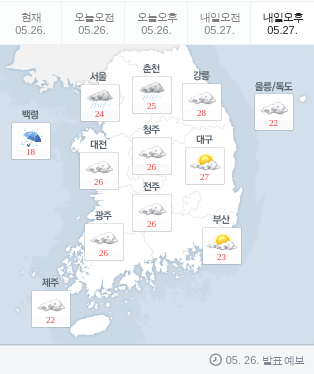 현재 오늘오전 오늘오후 내일오전 내일오후
05.26. 05.26. 05.26. 05.27. 05.27.
춘천
25
서울
24
강릉
28
울릉/독도
22
백령
18
청주
26
대전
26
대구
27
전주
26
광주
26
부산
23
제주
22
05. 26. 발표 예보